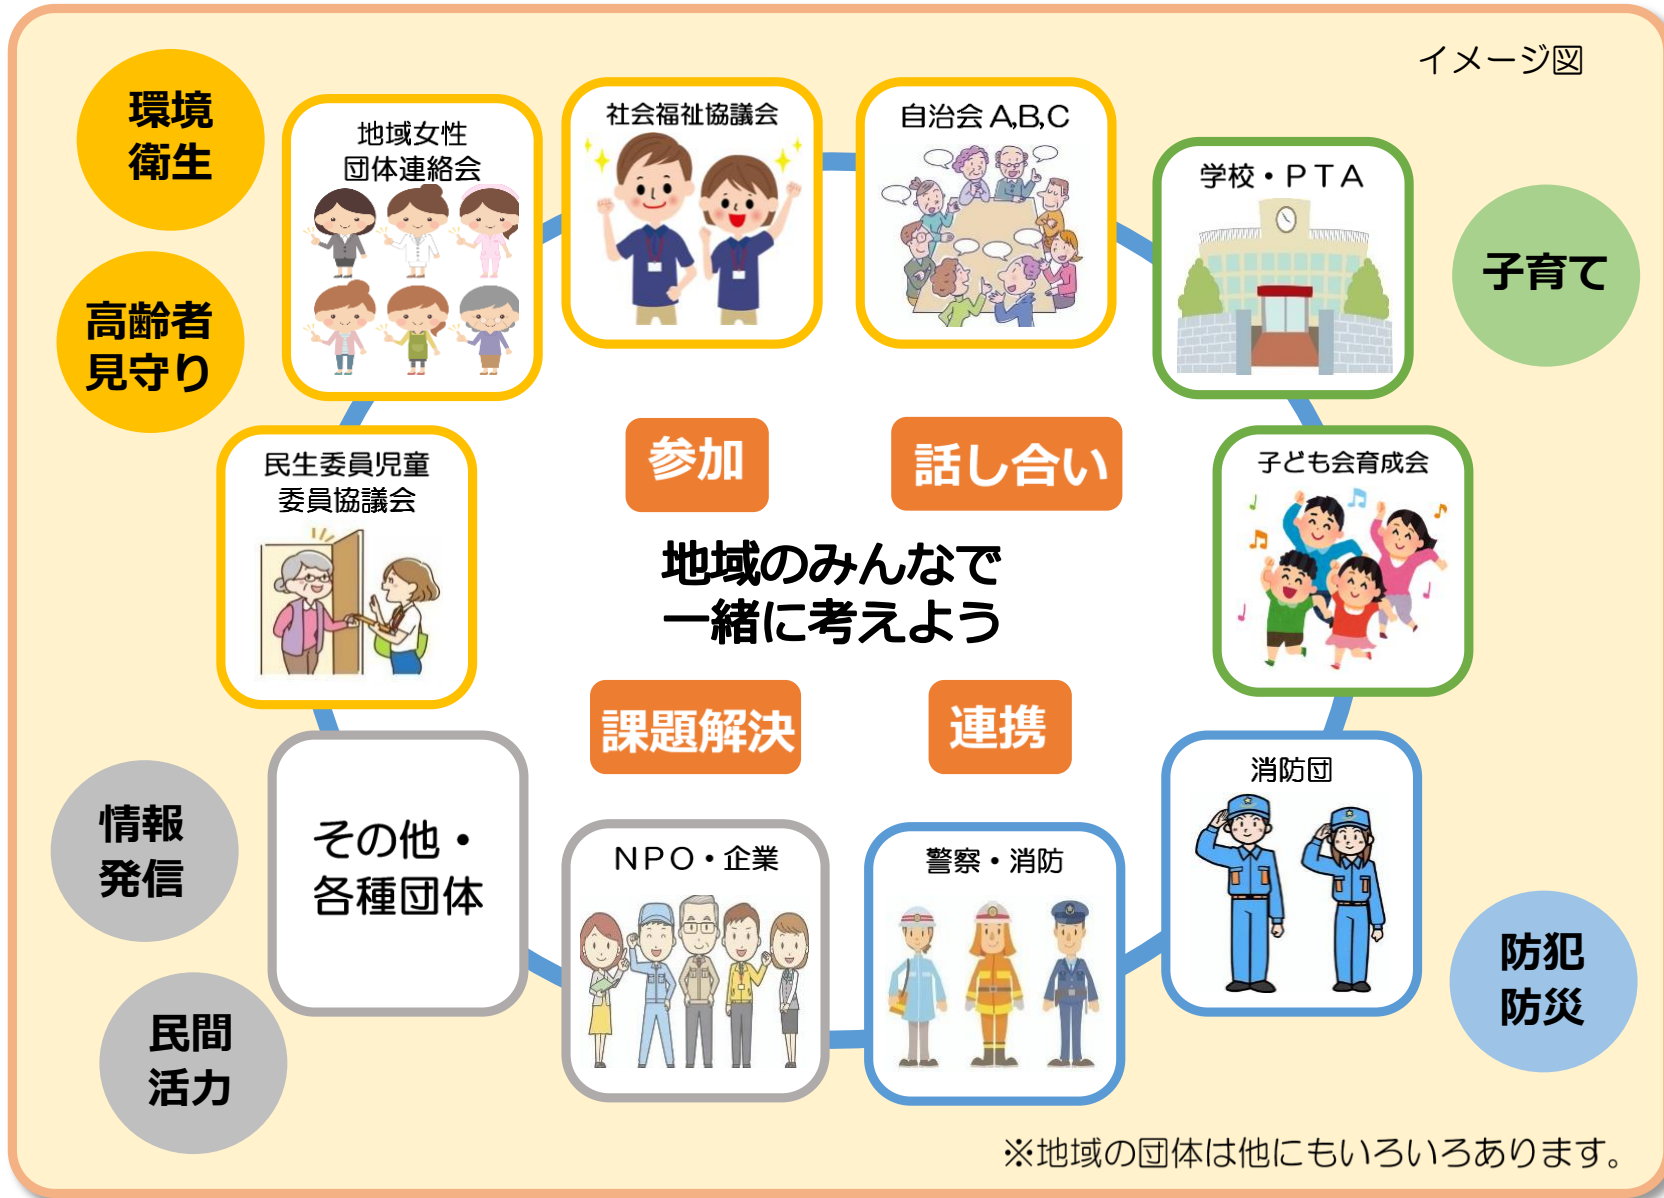 イメージ図
環境
衛生
高齢者
見守り
地域女性
団体連絡会
社会福祉協議会
自治会 A,B,C
学校・ＰＴＡ
子育て
民生委員児童
委員協議会
参加
話し合い
子ども会育成会
地域のみんなで
一緒に考えよう
課題解決
連携
情報
発信
民間
活力
その他・
各種団体
ＮＰＯ・企業
警察・消防
消防団
防犯
防災
※地域の団体は他にもいろいろあります。